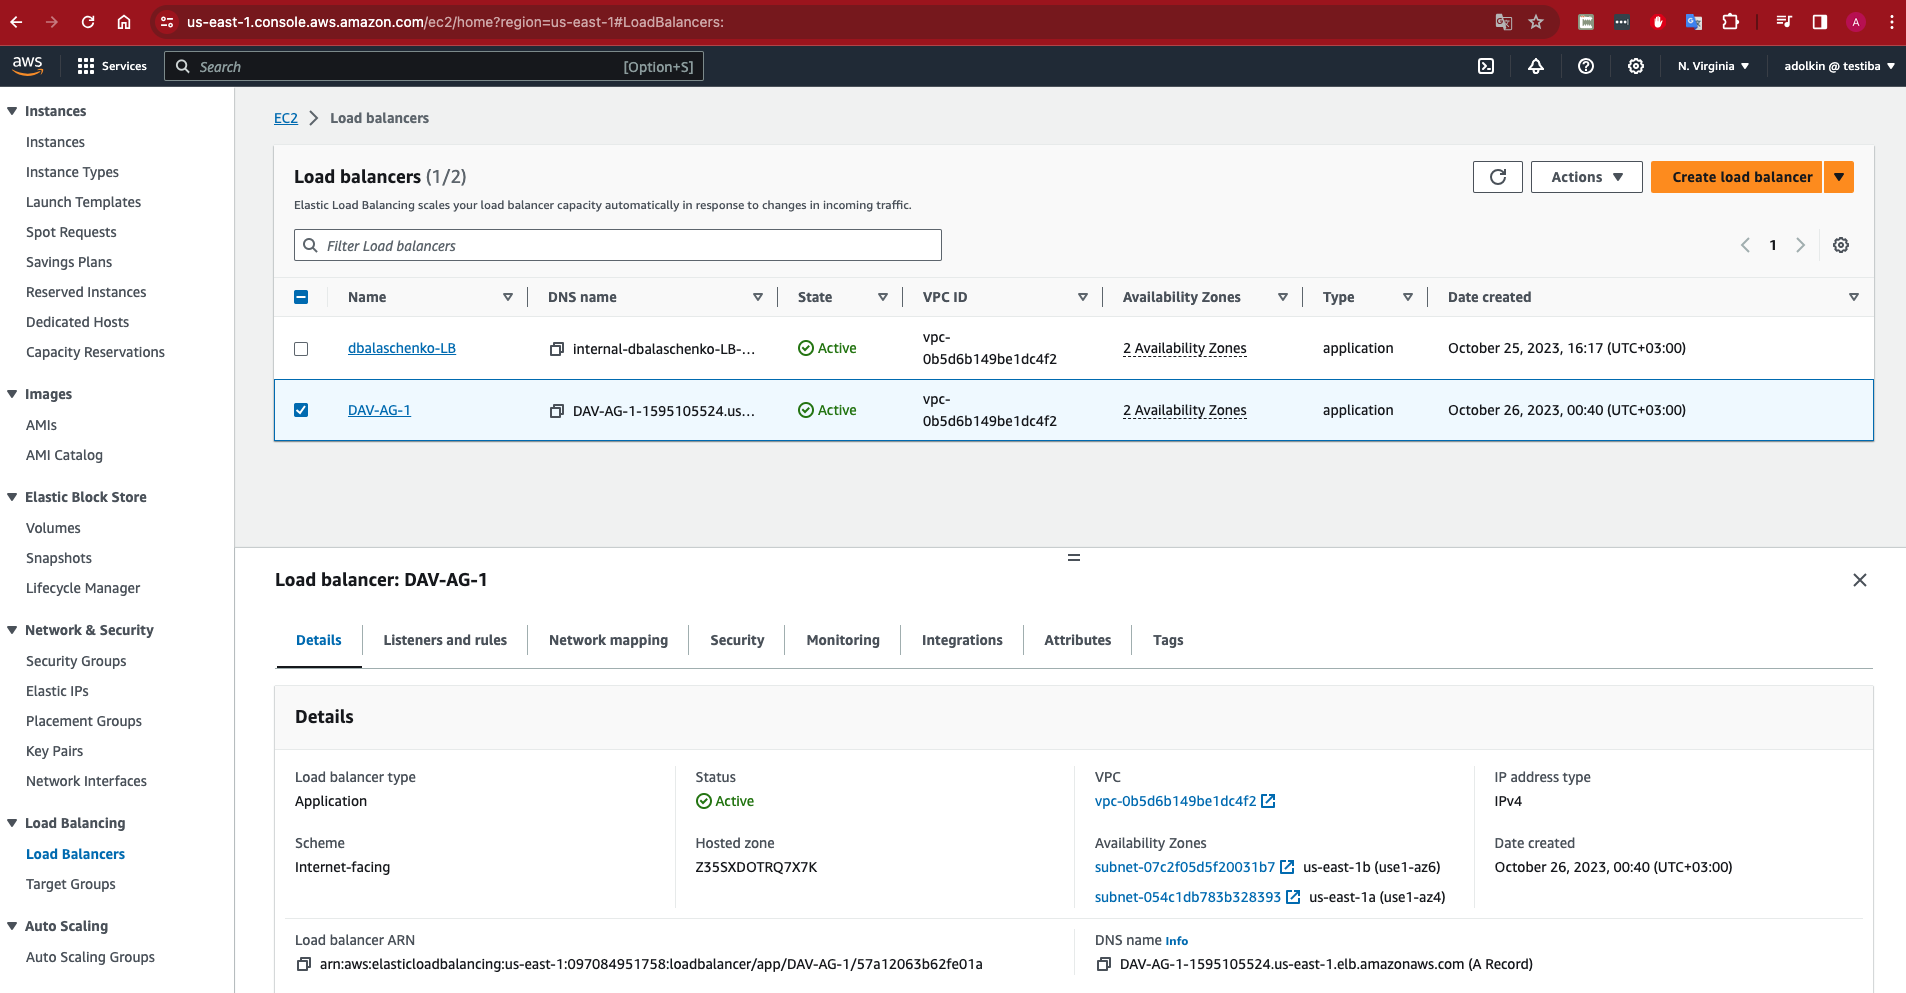 us-east-1.console.aws.amazon.com/ec2/home?region=us-east-1#LoadBalancers:
A
aws
Services
Search
[Option+S]
N. Virginia
adolkin @ testiba
Instances
Instances
Instance Types
Launch Templates
Spot Requests
Savings Plans
Reserved Instances
Dedicated Hosts
Capacity Reservations
Images
AMIs
AMI Catalog
Elastic Block Store
Volumes
Snapshots
Lifecycle Manager
Network & Security
Security Groups
Elastic IPs
Placement Groups
Key Pairs
Network Interfaces
Load Balancing
Load Balancers
Target Groups
Auto Scaling
Auto Scaling Groups
EC2 Load balancers
Load balancers (1/2)
Actions
Create load balancer
Elastic Load Balancing scales your load balancer capacity automatically in response to changes in incoming traffic.
Filter Load balancers
1
Name DNS name State VPC ID Availability Zones Type Date created
dbalaschenko-LB internal-dbalaschenko-LB-... Active vpc-0b5d6b149be1dc4f2 2 Availability Zones application October 25, 2023, 16:17 (UTC+03:00)
DAV-AG-1 DAV-AG-1-1595105524.us... Active vpc-0b5d6b149be1dc4f2 2 Availability Zones application October 26, 2023, 00:40 (UTC+03:00)
Load balancer: DAV-AG-1
Details Listeners and rules Network mapping Security Monitoring Integrations Attributes Tags
Details
Load balancer type
Application
Status
Active
VPC
vpc-0b5d6b149be1dc4f2
IP address type
IPv4
Scheme
Internet-facing
Hosted zone
Z35SXDOTRQ7X7K
Availability Zones
subnet-07c2f05d5f20031b7 us-east-1b (use1-az6)
subnet-054c1db783b328393 us-east-1a (use1-az4)
Date created
October 26, 2023, 00:40 (UTC+03:00)
Load balancer ARN
arn:aws:elasticloadbalancing:us-east-1:097084951758:loadbalancer/app/DAV-AG-1/57a12063b62fe01a
DNS name Info
DAV-AG-1-1595105524.us-east-1.elb.amazonaws.com (A Record)